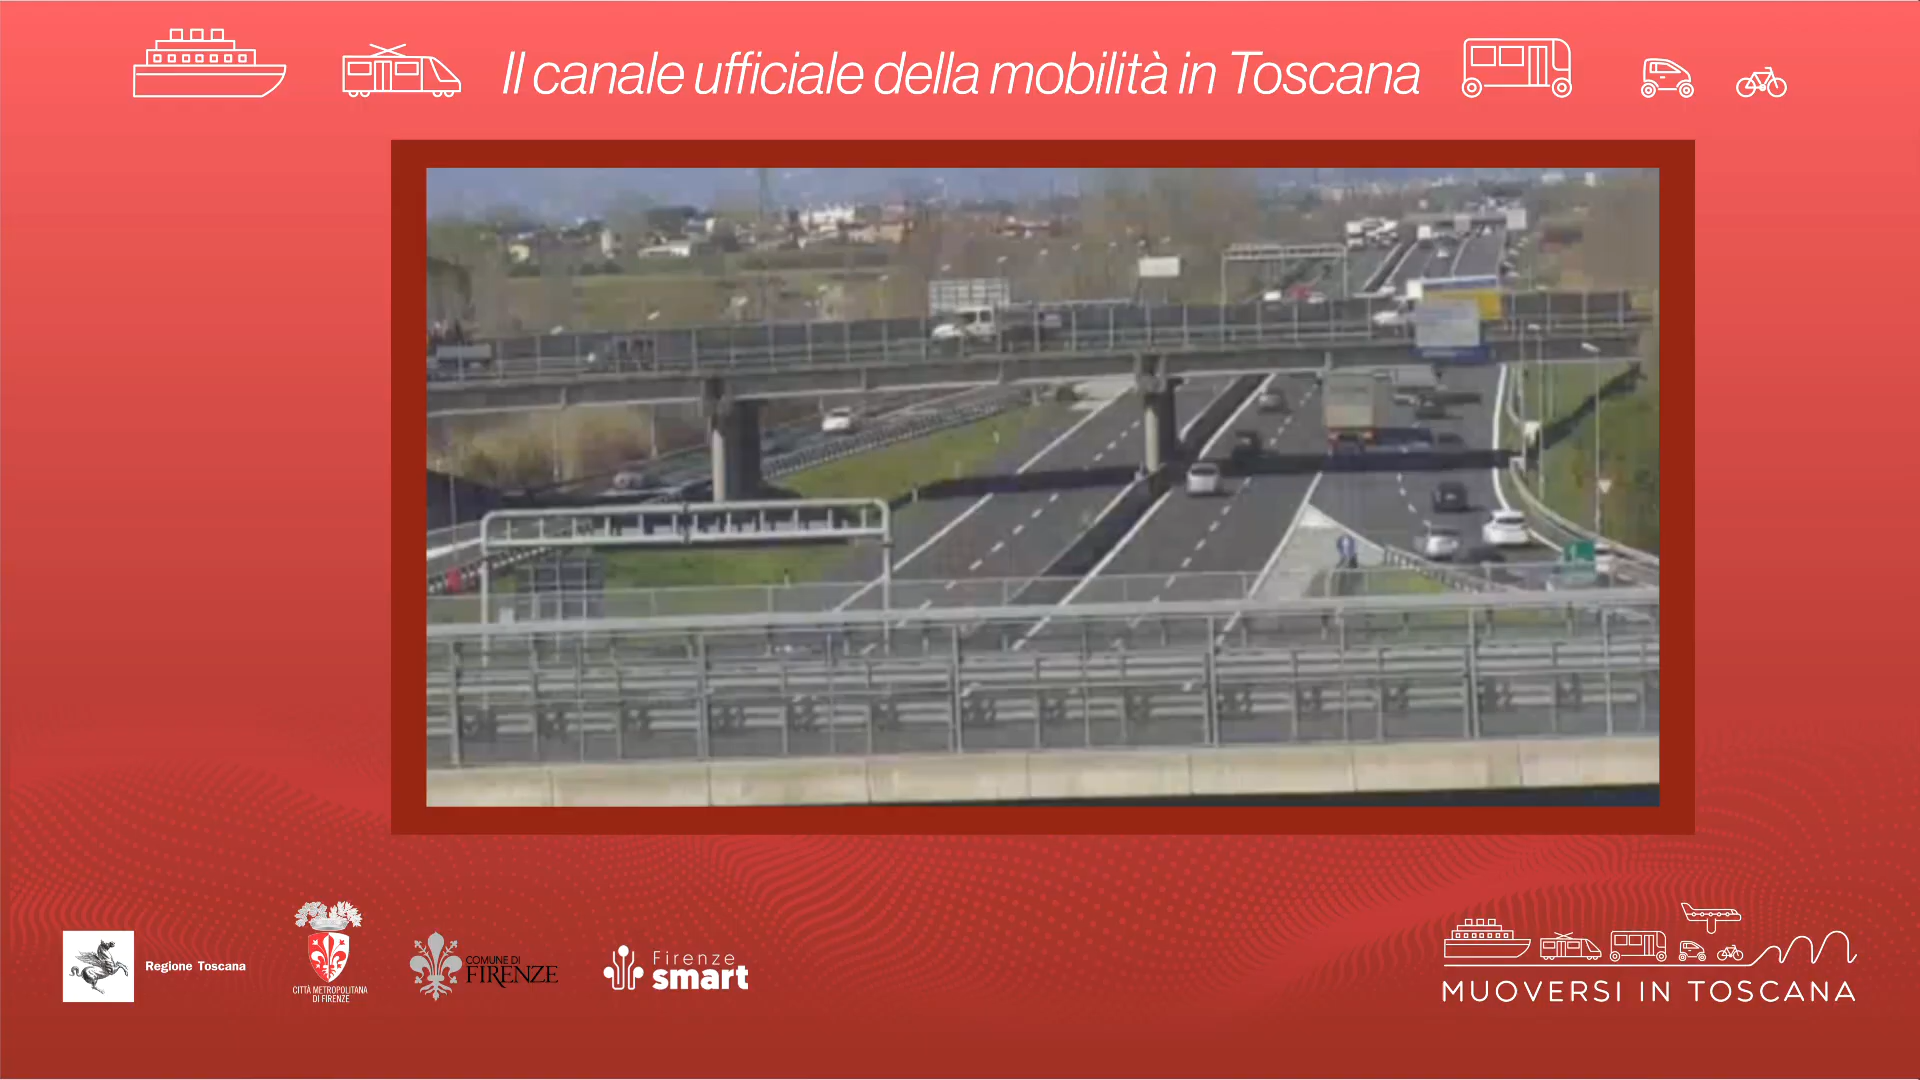 Il canale ufficiale della mobilità in Toscana
Regione Toscana
CITTÀ METROPOLITANA
DI FIRENZE
COMUNE DI
FIRENZE
Firenze
smart
MUOVERSI IN TOSCANA